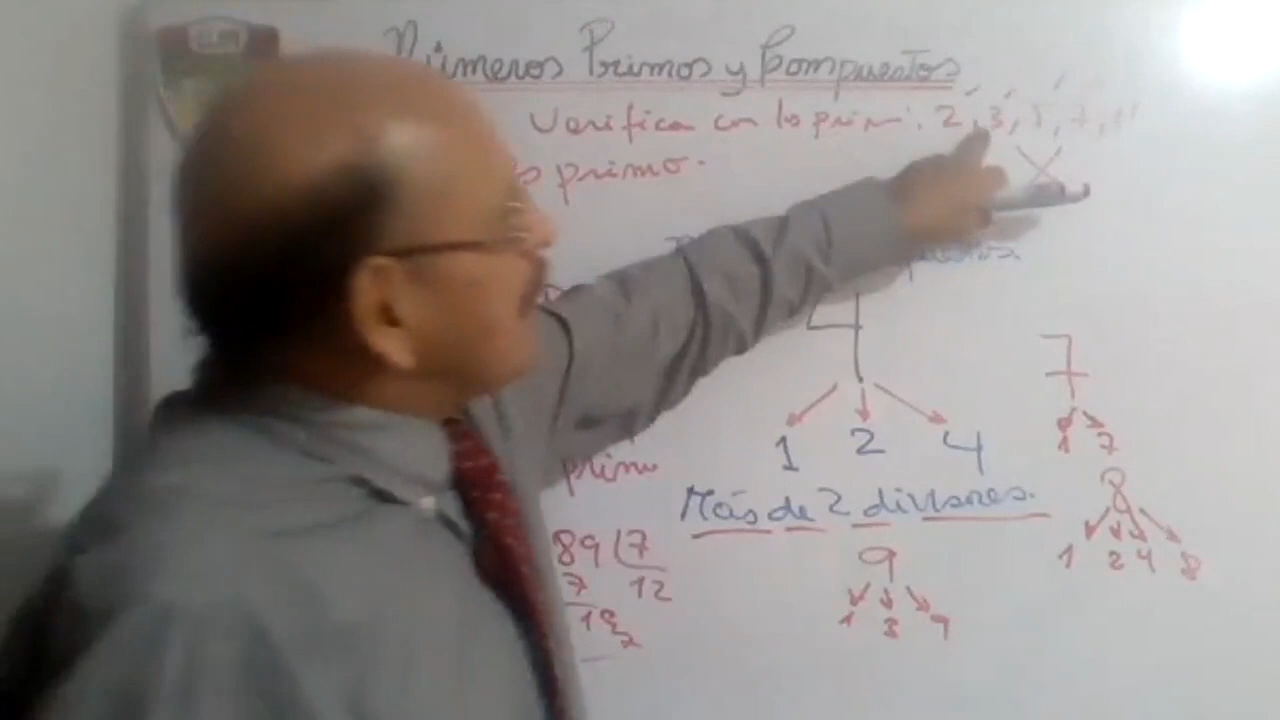 Números Primos y Compuestos
Verifica con lo prim. 2, 3, 5, 7, 11
primo.
4
1 2 4
Más de 2 divisores.
7
1 7
8
1 2 4 8
9
1 3 9
primo
89 7
7 12
19